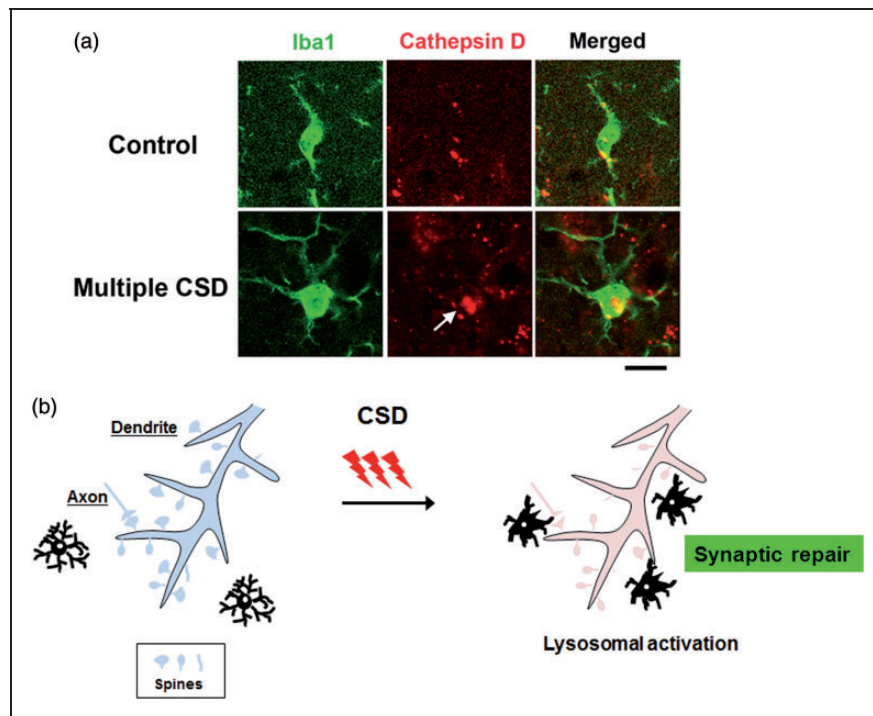 (a)
Iba1 Cathepsin D Merged
Control
Multiple CSD
(b)
Dendrite
CSD
Axon
Synaptic repair
Lysosomal activation
Spines